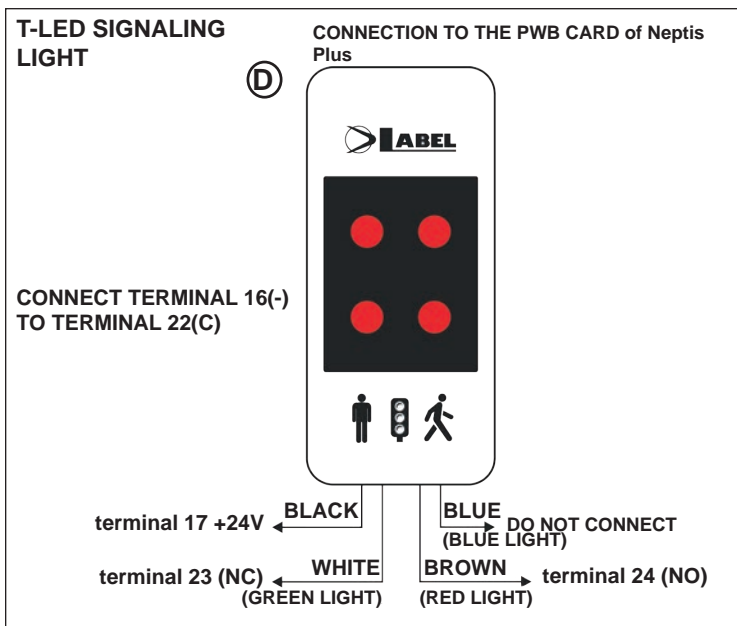 T-LED SIGNALING
LIGHT
CONNECTION TO THE PWB CARD of Neptis
Plus
D
LABEL
CONNECT TERMINAL 16(-)
TO TERMINAL 22(C)
BLACK
BLUE
terminal 17 +24V
DO NOT CONNECT
(BLUE LIGHT)
WHITE
BROWN
terminal 23 (NC)
terminal 24 (NO)
(GREEN LIGHT)
(RED LIGHT)